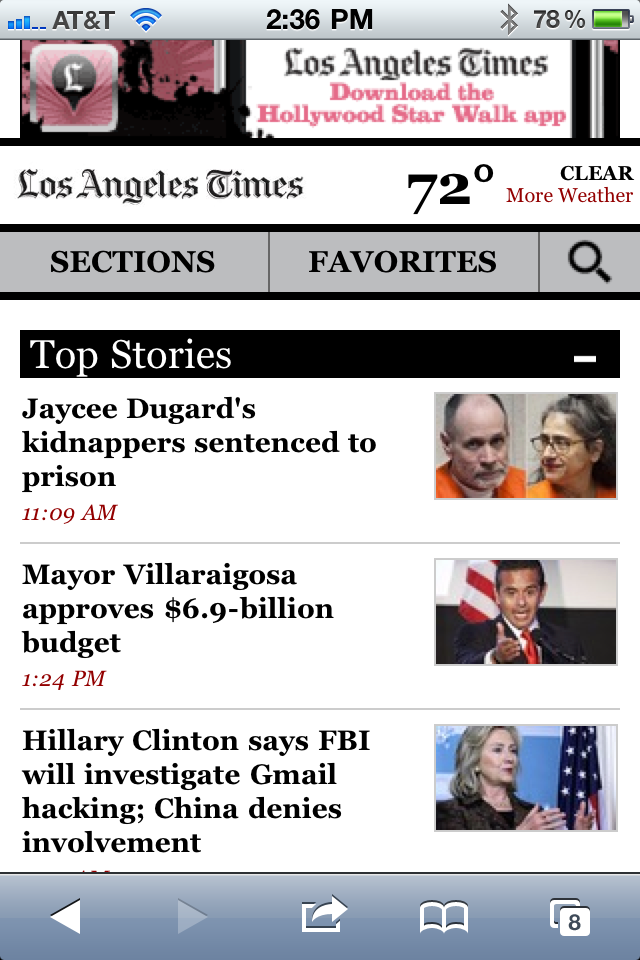 AT&T 2:36 PM 78%
Los Angeles Times
Download the
Hollywood Star Walk app
Los Angeles Times 72° CLEAR
More Weather
SECTIONS FAVORITES
Top Stories
Jaycee Dugard's
kidnappers sentenced to
prison
11:09 AM
Mayor Villaraigosa
approves $6.9-billion
budget
1:24 PM
Hillary Clinton says FBI
will investigate Gmail
hacking; China denies
involvement
8